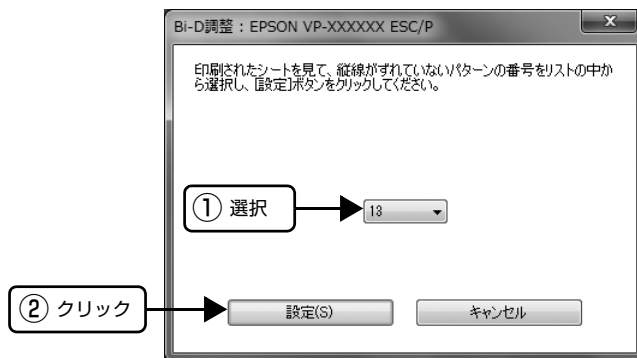 Bi-D調整：EPSON VP-XXXXXX ESC/P
印刷されたシートを見て、縦線がずれていないパターンの番号をリストの中か
ら選択し、[設定]ボタンをクリックしてください。
① 選択
13
② クリック
設定(S)
キャンセル